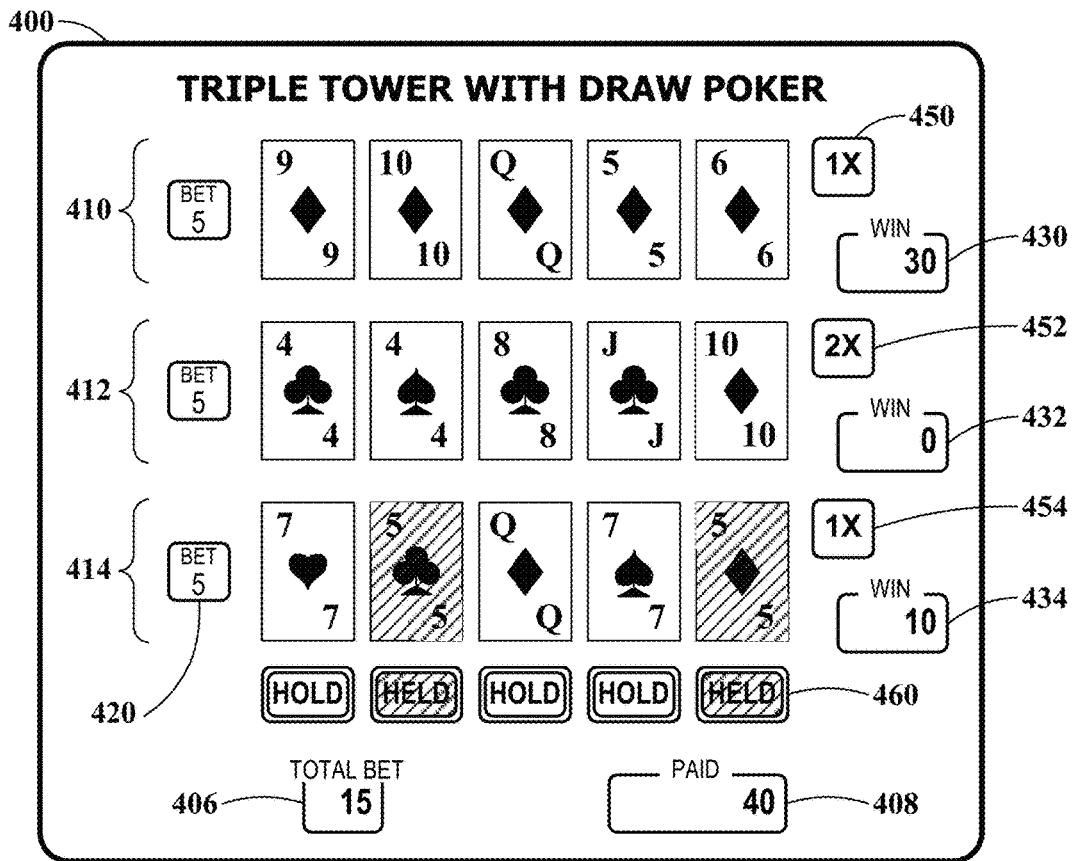 400
TRIPLE TOWER WITH DRAW POKER
450
9 10 Q 5 6
1X
410
BET
5
9 10 Q 5 6
WIN
30
430
4 4 8 J 10
2X
452
412
BET
5
4 4 8 J 10
WIN
0
432
7 5 Q 7 5
1X
454
414
BET
5
7 5 Q 7 5
WIN
10
434
HOLD HELD HOLD HOLD HELD
460
420
TOTAL BET
15
406
PAID
40
408